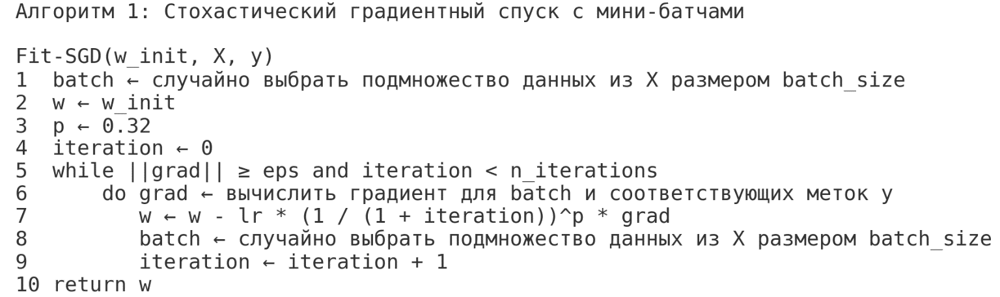 Алгоритм 1: Стохастический градиентный спуск с мини-батчами
Fit-SGD(w_init, X, y)
1 batch ← случайно выбрать подмножество данных из X размером batch_size
2 w ← w_init
3 p ← 0.32
4 iteration ← 0
5 while ||grad|| ≥ eps and iteration < n_iterations
6 do grad ← вычислить градиент для batch и соответствующих меток y
7 w ← w - lr * (1 / (1 + iteration))^p * grad
8 batch ← случайно выбрать подмножество данных из X размером batch_size
9 iteration ← iteration + 1
10 return w